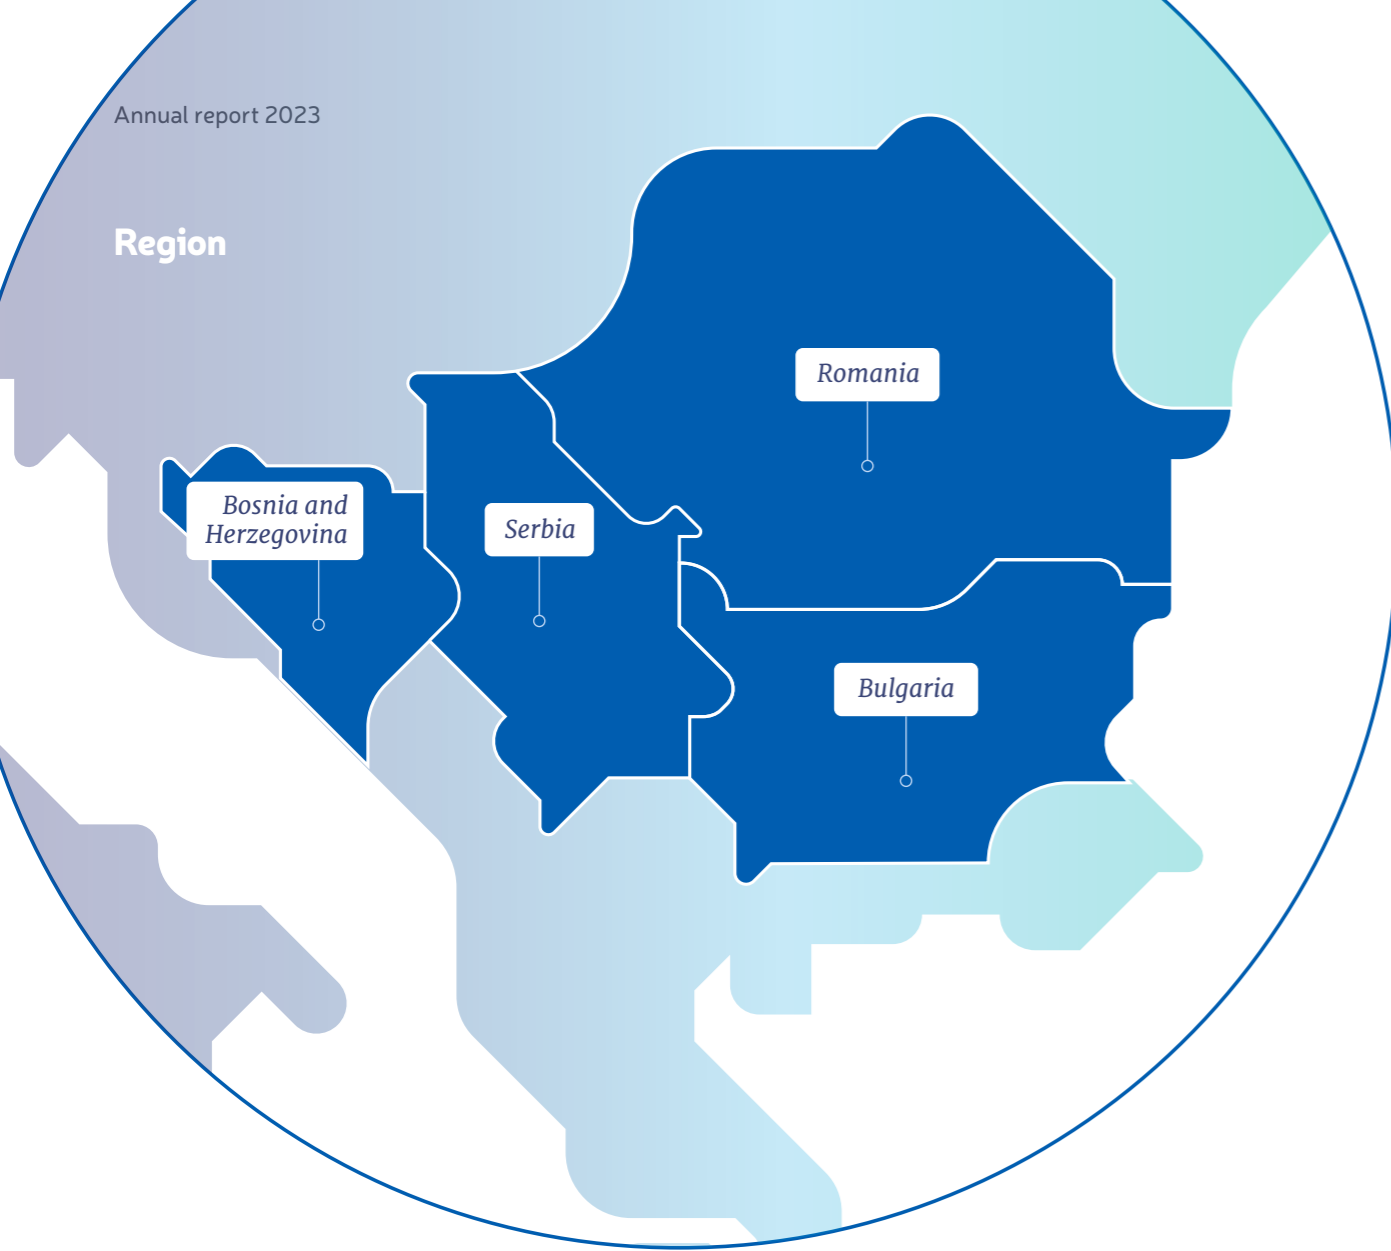 Annual report 2023
Region
Romania
Bosnia and
Herzegovina
Serbia
Bulgaria